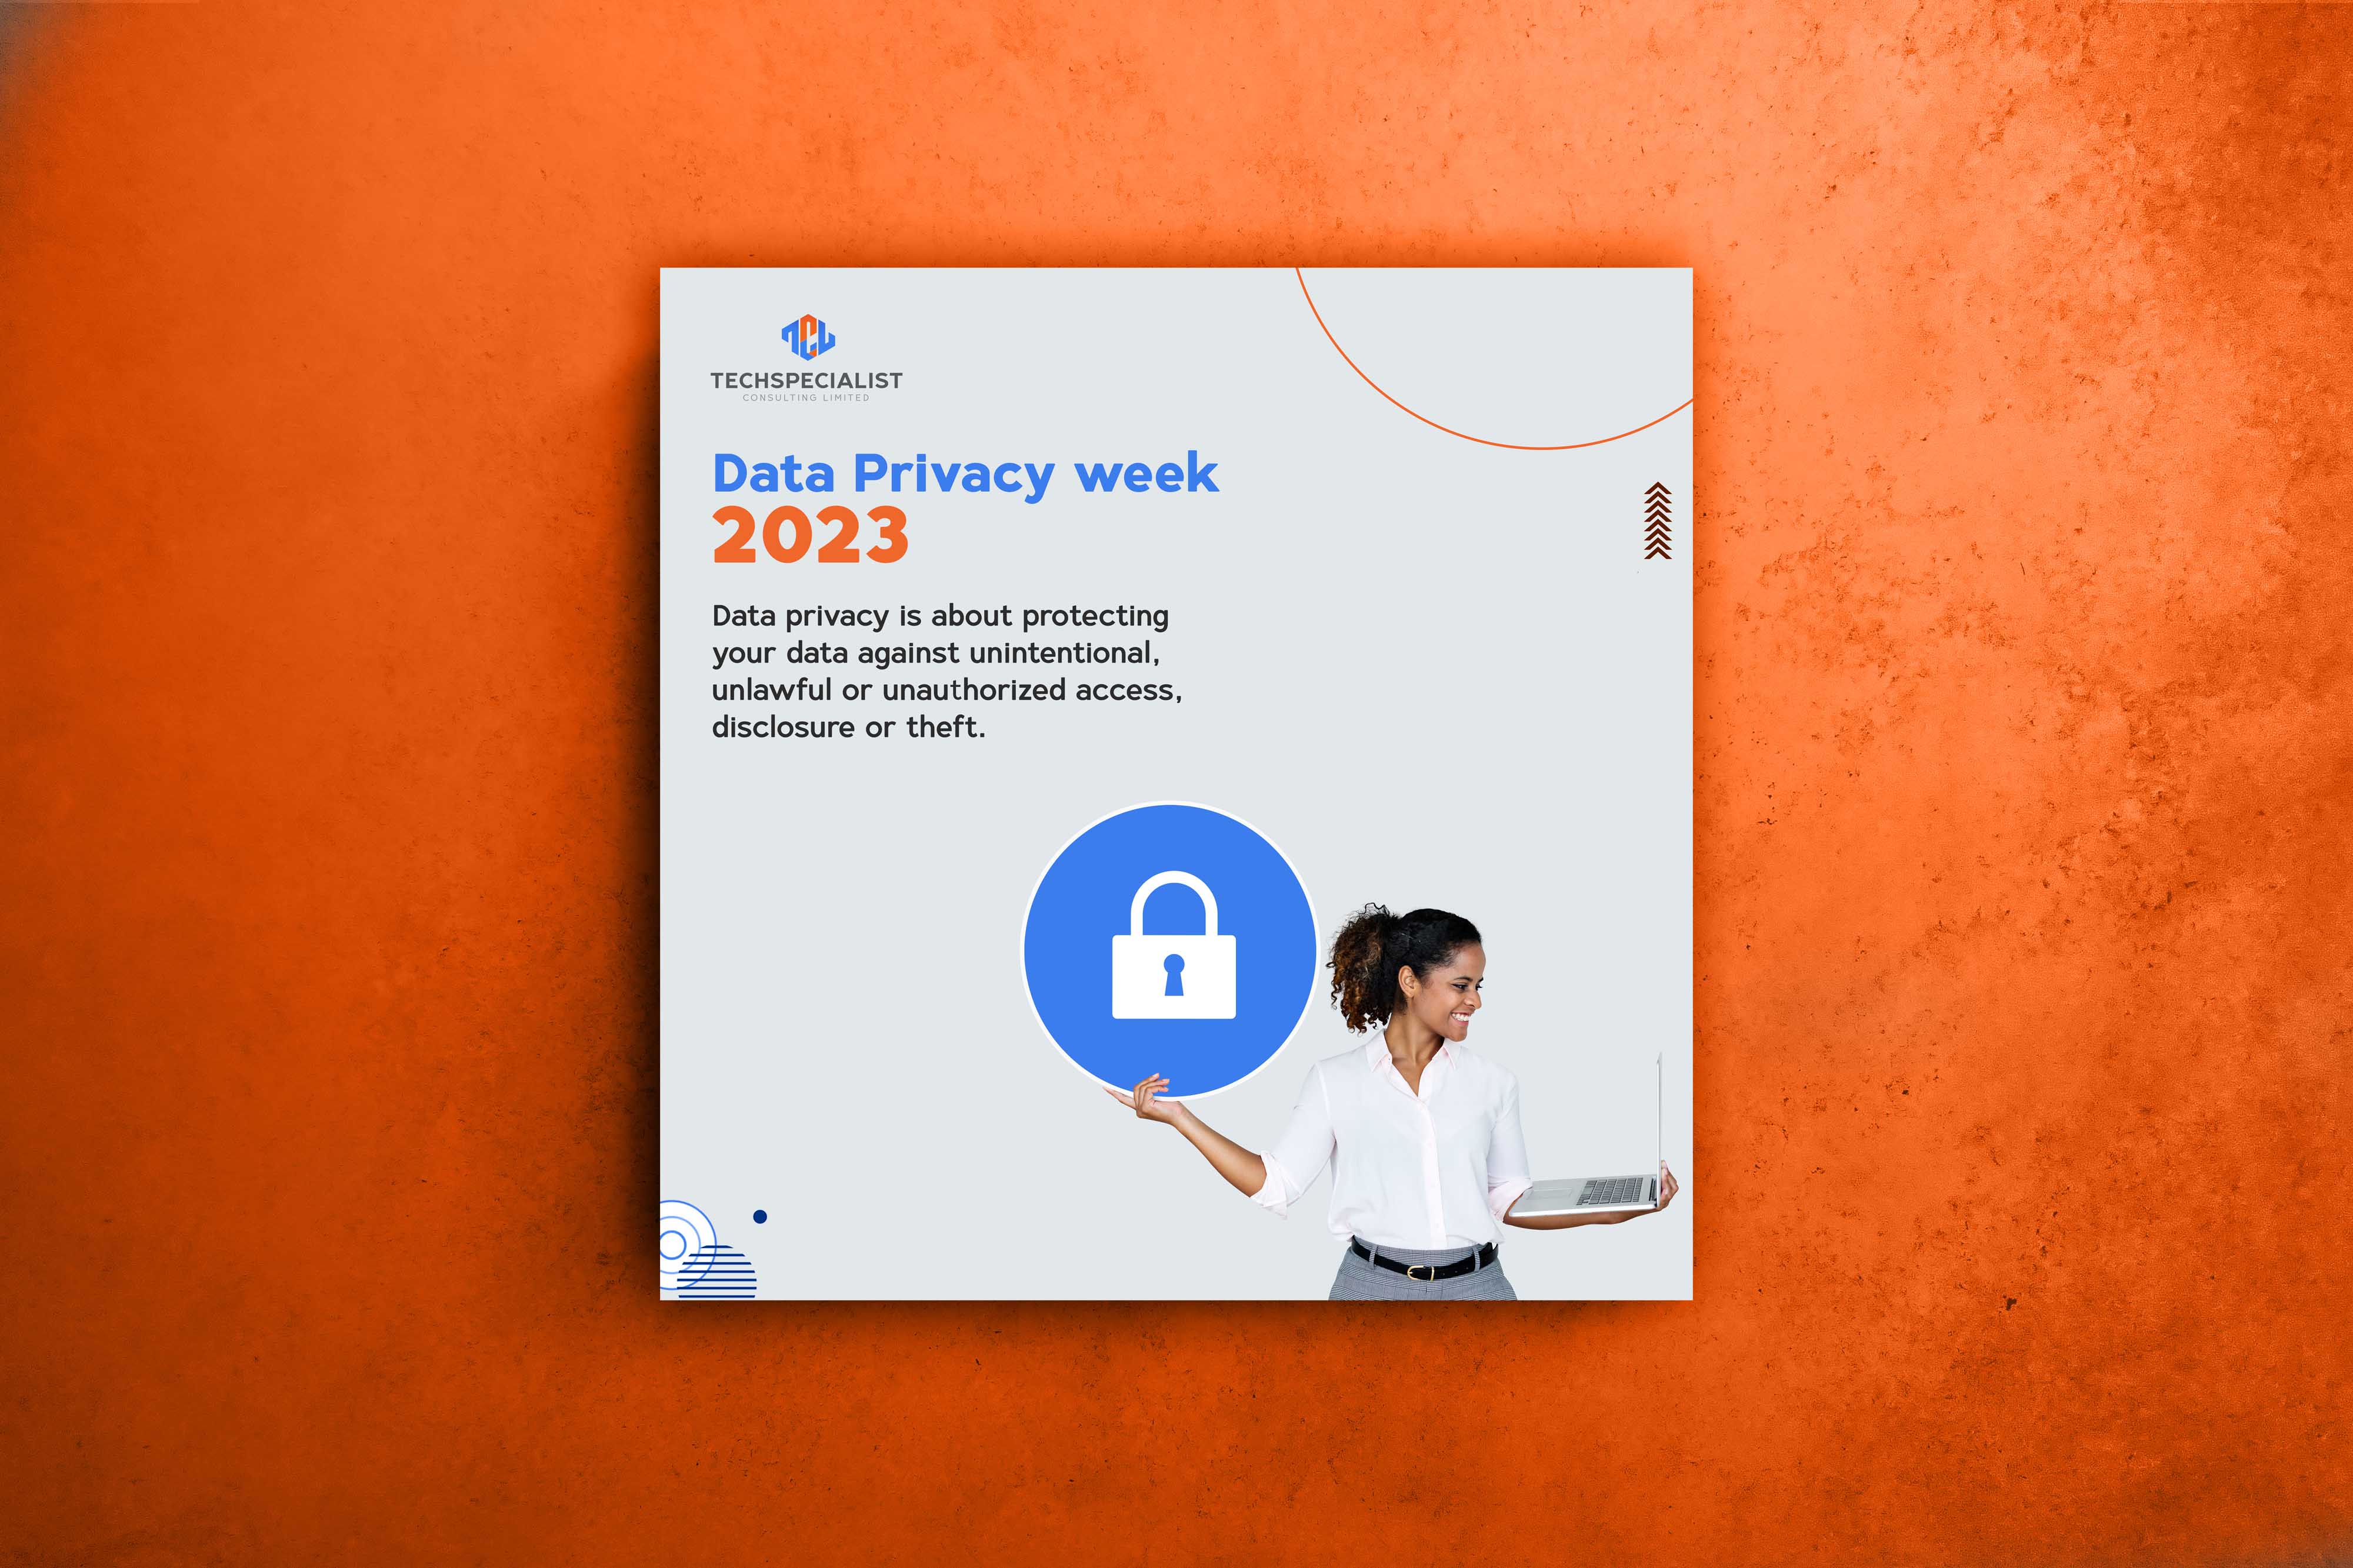 TCL
TECHSPECIALIST
CONSULTING LIMITED
Data Privacy week
2023
Data privacy is about protecting
your data against unintentional,
unlawful or unauthorized access,
disclosure or theft.